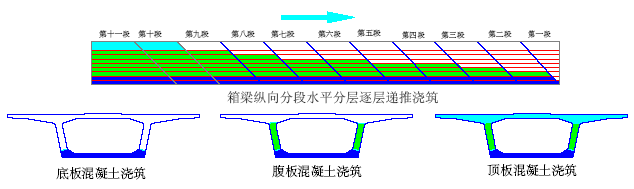 第十一段 第十段 第九段 第八段 第七段 第六段 第五段 第四段 第三段 第二段 第一段
箱梁纵向分段水平分层逐层递推浇筑
底板混凝土浇筑 腹板混凝土浇筑 顶板混凝土浇筑